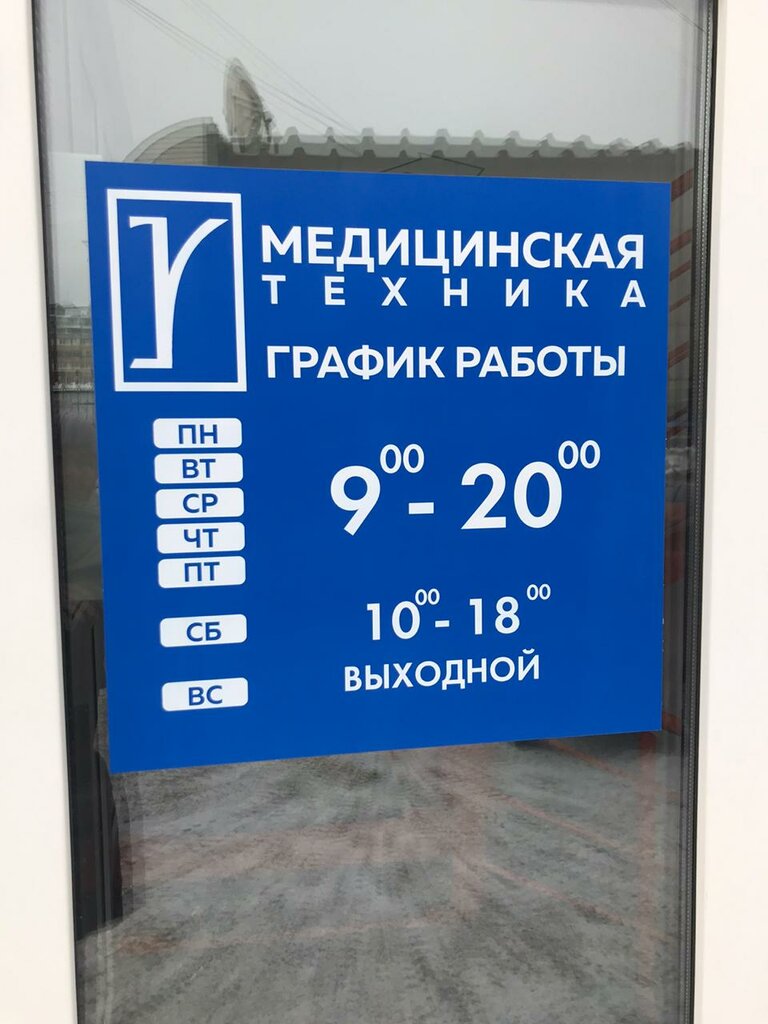 МЕДИЦИНСКАЯ
ТЕХНИКА
ГРАФИК РАБОТЫ
ПН
ВТ
СР
ЧТ
ПТ
9⁰⁰ - 20⁰⁰
СБ
10⁰⁰ - 18⁰⁰
ВС
ВЫХОДНОЙ